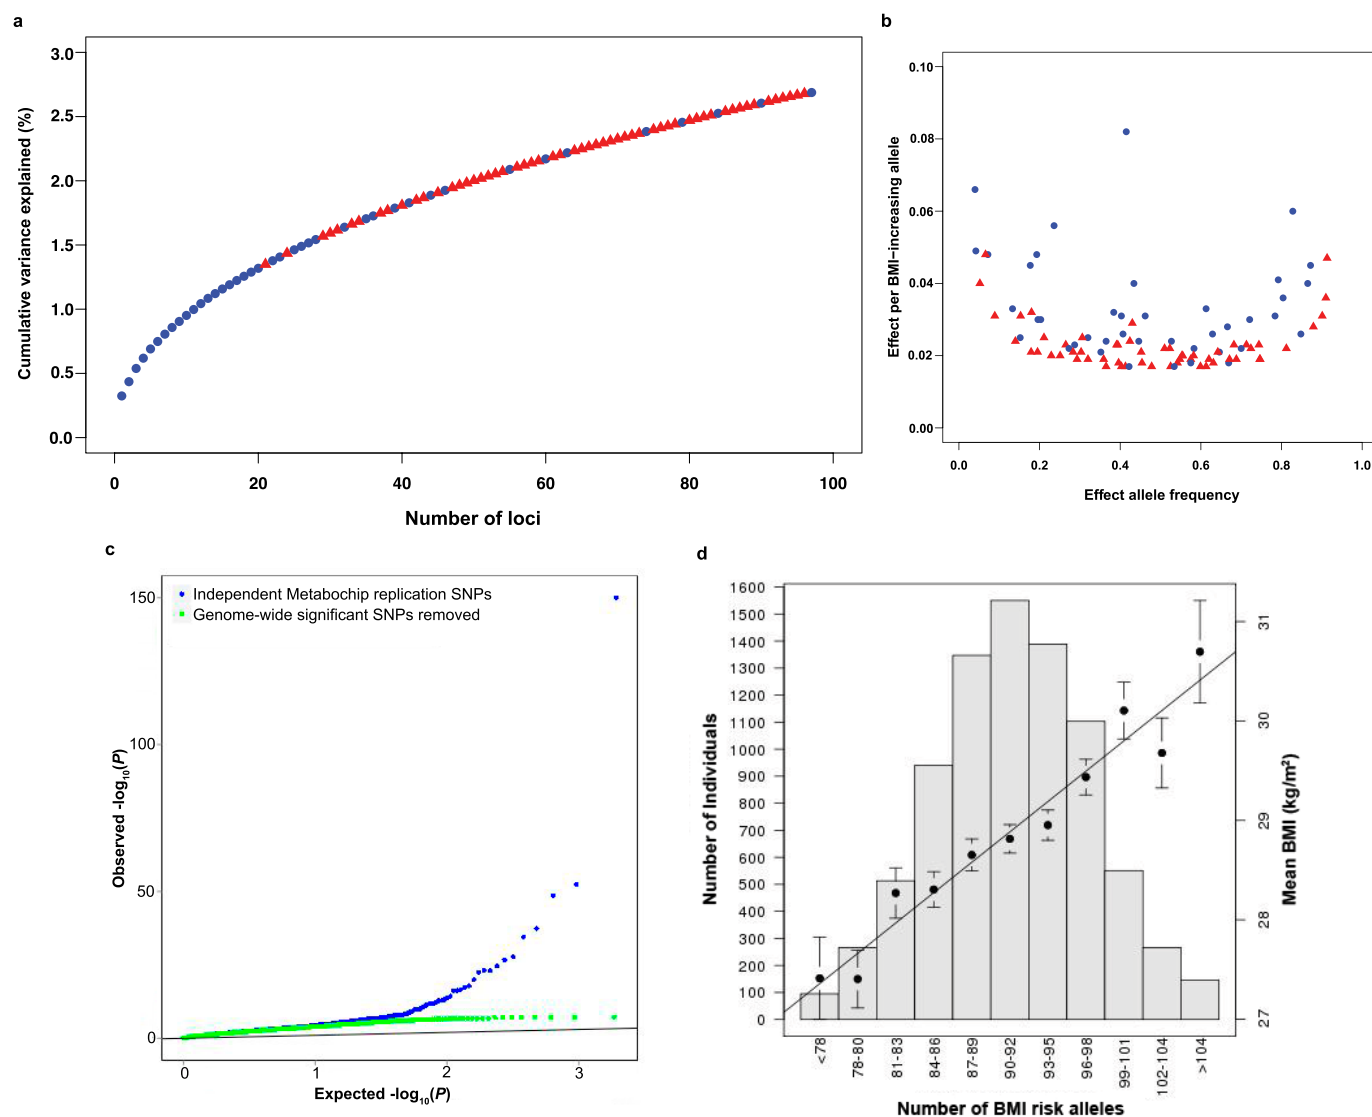 a
3.0
2.5
2.0
1.5
1.0
0.5
0.0
Cumulative variance explained (%)
0 20 40 60 80 100
Number of loci
b
0.10
0.08
0.06
0.04
0.02
0.00
Effect per BMI−increasing allele
0.0 0.2 0.4 0.6 0.8 1.0
Effect allele frequency
c
Independent Metabochip replication SNPs
Genome-wide significant SNPs removed
150
100
50
0
Observed -log10(P)
0 1 2 3
Expected -log10(P)
d
1600
1500
1400
1300
1200
1100
1000
900
800
700
600
500
400
300
200
100
0
Number of Individuals
31
30
29
28
27
Mean BMI (kg/m²)
<78
78-80
81-83
84-86
87-89
90-92
93-95
96-98
99-101
102-104
>104
Number of BMI risk alleles